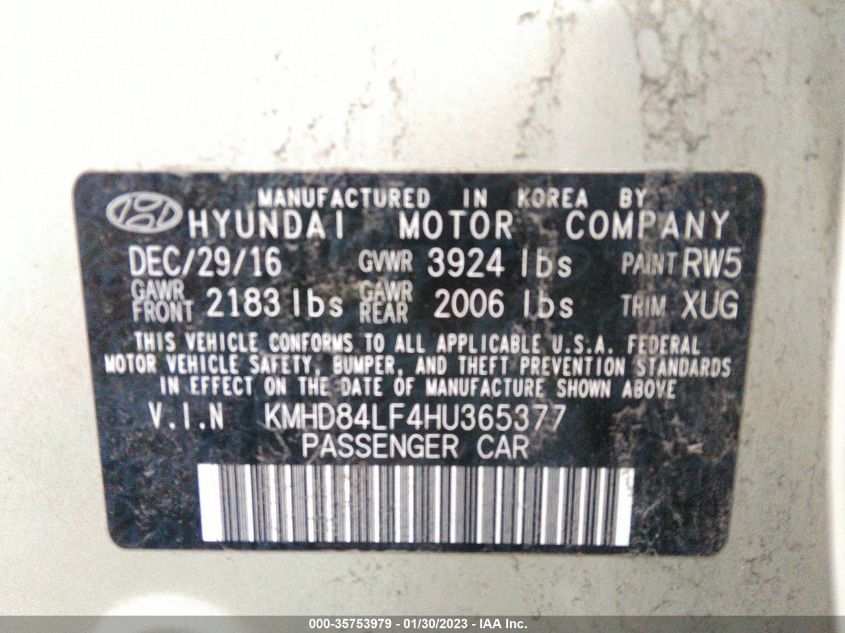 MANUFACTURED IN KOREA BY
HYUNDAI MOTOR COMPANY
DEC/29/16 GVWR 3924 lbs PAINT RW5
GAWR FRONT 2183 lbs GAWR REAR 2006 lbs TRIM XUG
THIS VEHICLE CONFORMS TO ALL APPLICABLE U.S.A. FEDERAL
MOTOR VEHICLE SAFETY, BUMPER, AND THEFT PREVENTION STANDARDS
IN EFFECT ON THE DATE OF MANUFACTURE SHOWN ABOVE
V.I.N KMHD84LF4HU365377
PASSENGER CAR
000-35753979 - 01/30/2023 - IAA Inc.